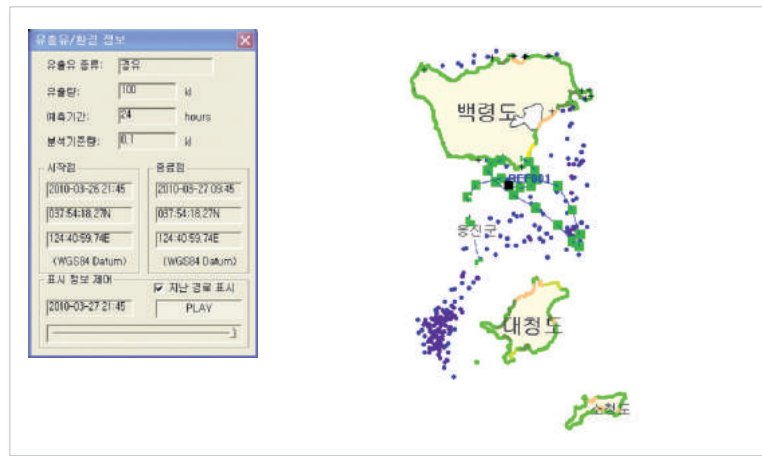 유출유/환경 정보
유출유 종류: 경유
유출량: 100 kl
예측기간: 24 hours
분석기준량: 0.1 kl
시작점
2010-03-26 21:45
037:54:18.27N
124:40:59.74E
(WGS84 Datum)
종료점
2010-03-27 09:45
037:54:18.27N
124:40:59.74E
(WGS84 Datum)
표시 정보 제어
지난 경로 표시
2010-03-27 21:45
PLAY
백령도
REF001
옹진군
대청도
소청도